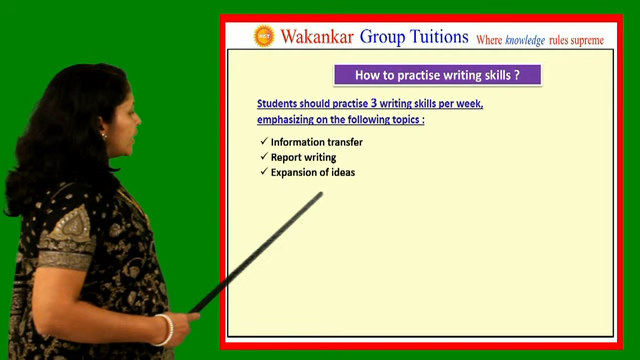 Wakankar Group Tuitions Where knowledge rules supreme
How to practise writing skills ?
Students should practise 3 writing skills per week,
emphasizing on the following topics :
✓ Information transfer
✓ Report writing
✓ Expansion of ideas